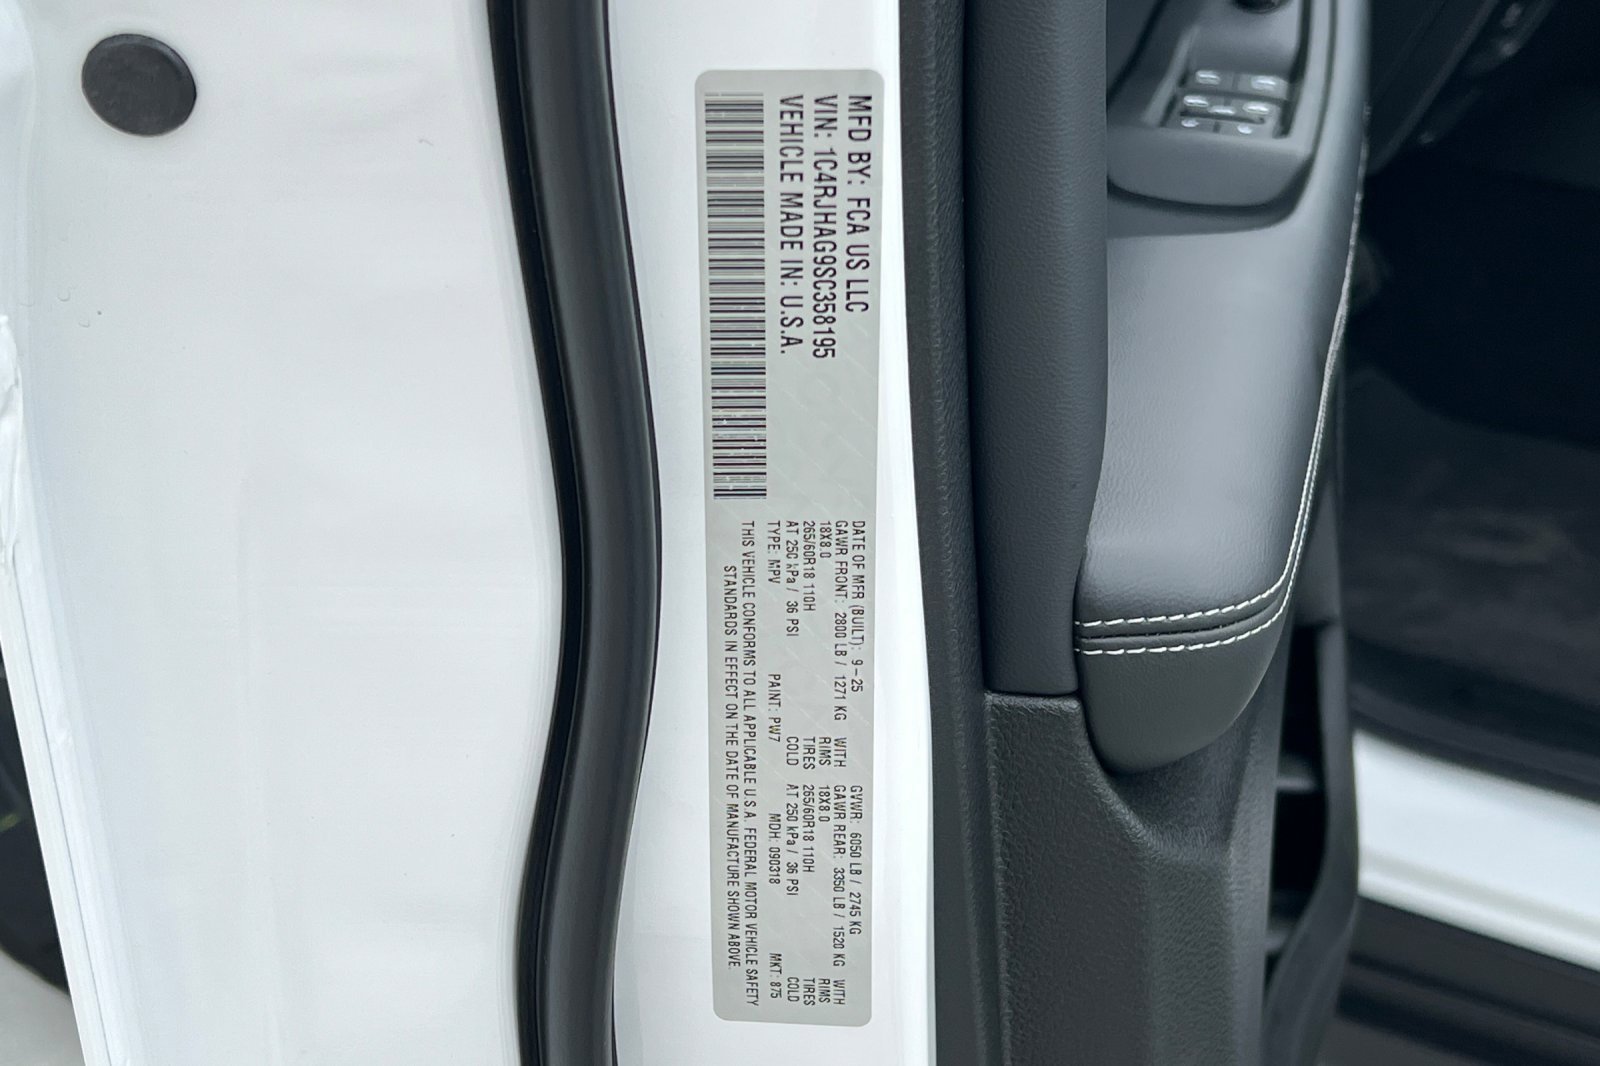 MFD BY: FCA US LLC
VIN: 1C4RJHAG9SC358195
VEHICLE MADE IN: U.S.A.
DATE OF MFR (BUILT): 9-25 GVWR: 6050 LB / 2745 KG
GAWR FRONT: 2800 LB / 1271 KG WITH GAWR REAR: 3350 LB / 1520 KG WITH
18X8.0 RIMS 18X8.0 RIMS
265/60R18 110H TIRES 265/60R18 110H TIRES
AT 250 kPa / 36 PSI COLD AT 250 kPa / 36 PSI COLD
TYPE: MPV PAINT: PW7 MDH: 090318 MKT: 875
THIS VEHICLE CONFORMS TO ALL APPLICABLE U.S.A. FEDERAL MOTOR VEHICLE SAFETY
STANDARDS IN EFFECT ON THE DATE OF MANUFACTURE SHOWN ABOVE.